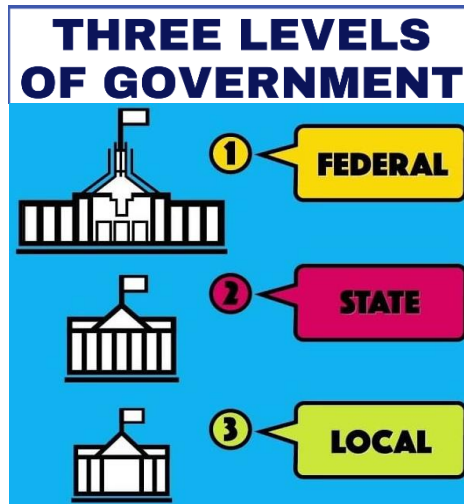 THREE LEVELS
OF GOVERNMENT
1 FEDERAL
2 STATE
3 LOCAL